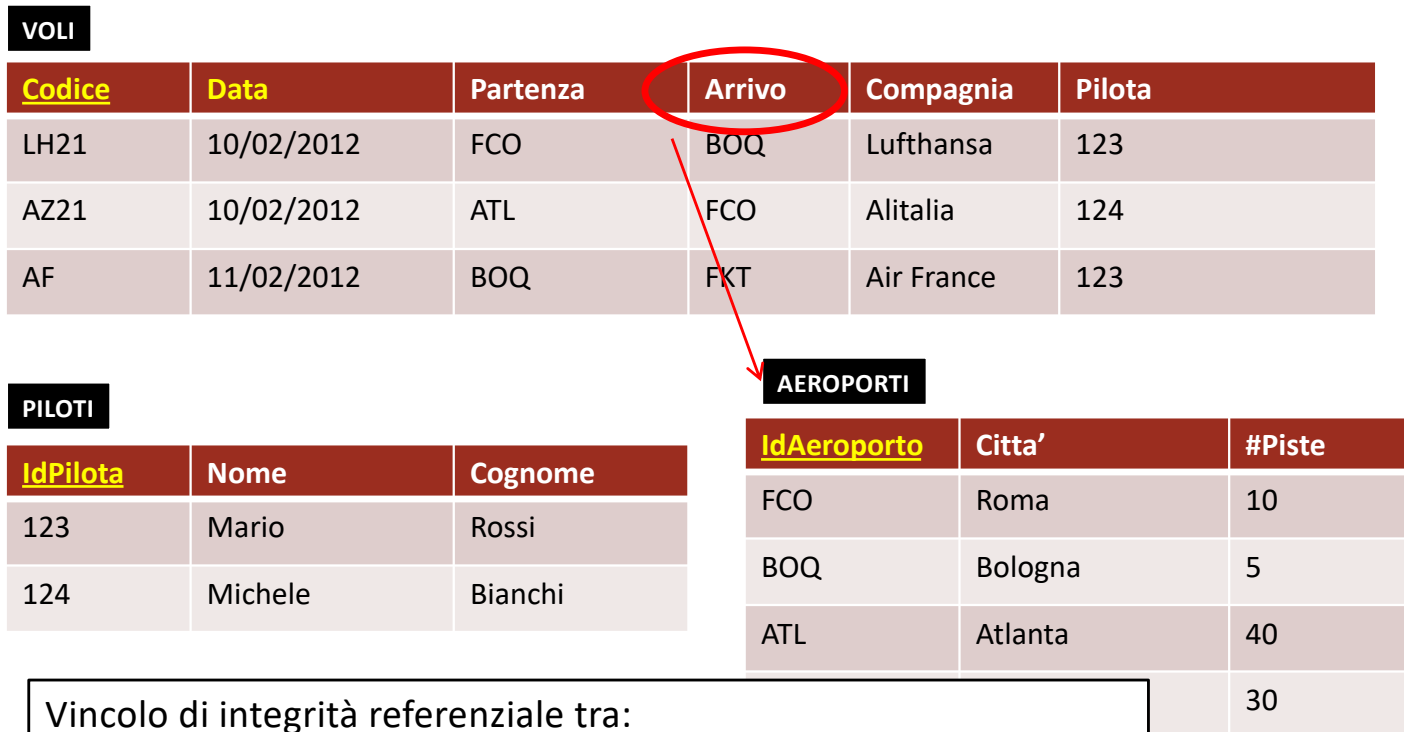 VOLI
Codice Data Partenza Arrivo Compagnia Pilota
LH21 10/02/2012 FCO BOQ Lufthansa 123
AZ21 10/02/2012 ATL FCO Alitalia 124
AF 11/02/2012 BOQ FKT Air France 123
PILOTI
IdPilota Nome Cognome
123 Mario Rossi
124 Michele Bianchi
AEROPORTI
IdAeroporto Citta’ #Piste
FCO Roma 10
BOQ Bologna 5
ATL Atlanta 40
30
Vincolo di integrità referenziale tra: